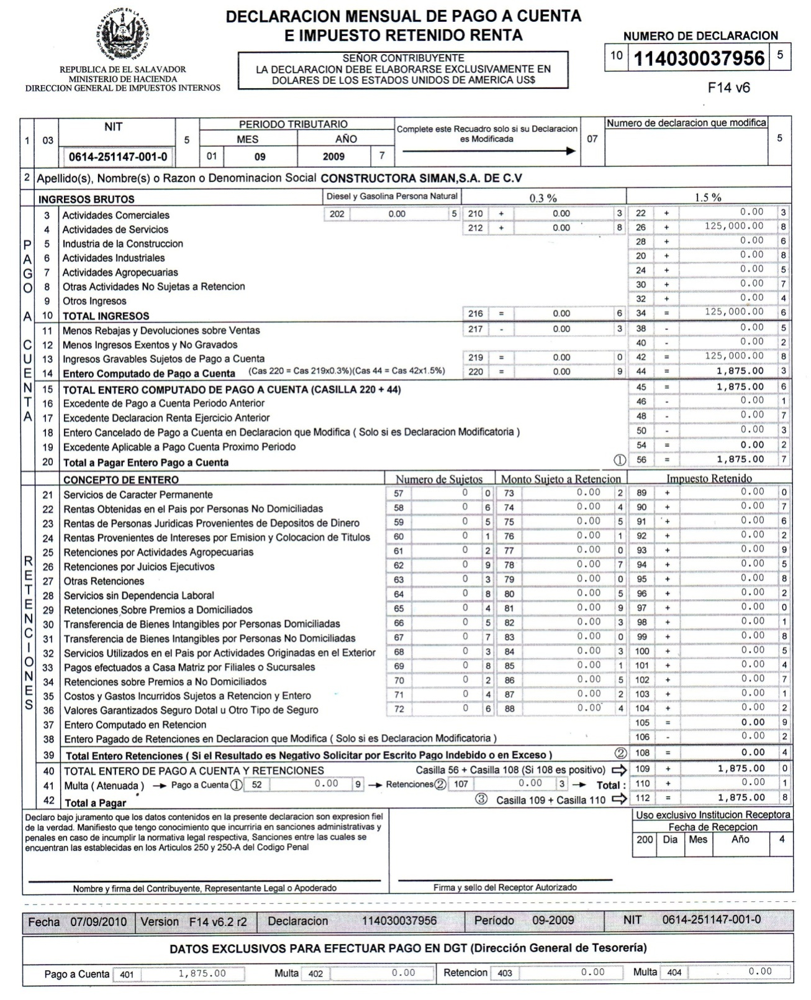 DECLARACION MENSUAL DE PAGO A CUENTA
E IMPUESTO RETENIDO RENTA
REPUBLICA DE EL SALAVADOR
MINISTERIO DE HACIENDA
DIRECCION GENERAL DE IMPUESTOS INTERNOS
SEÑOR CONTRIBUYENTE
LA DECLARACION DEBE ELABORARSE EXCLUSIVAMENTE EN
DOLARES DE LOS ESTADOS UNIDOS DE AMERICA US$
NUMERO DE DECLARACION
10 114030037956 5
F14 v6
1 03 NIT 0614-251147-001-0 5
PERIODO TRIBUTARIO
MES AÑO
01 09 2009 7
Complete este Recuadro solo si su Declaracion
es Modificada
07 Numero de declaracion que modifica 5
2 Apellido(s), Nombre(s) o Razon o Denominacion Social CONSTRUCTORA SIMAN,S.A. DE C.V
PAGO A CUENTA
INGRESOS BRUTOS Diesel y Gasolina Persona Natural 0.3 % 1.5 %
3 Actividades Comerciales 202 0.00 5 210 + 0.00 3 22 + 0.00 3
4 Actividades de Servicios 212 + 0.00 8 26 + 125,000.00 8
5 Industria de la Construccion 28 + 0.00 6
6 Actividades Industriales 20 + 0.00 8
7 Actividades Agropecuarias 24 + 0.00 5
8 Otras Actividades No Sujetas a Retencion 30 + 0.00 7
9 Otros Ingresos 32 + 0.00 4
10 TOTAL INGRESOS 216 = 0.00 6 34 = 125,000.00 6
11 Menos Rebajas y Devoluciones sobre Ventas 217 - 0.00 3 38 - 0.00 5
12 Menos Ingresos Exentos y No Gravados 40 - 0.00 2
13 Ingresos Gravables Sujetos de Pago a Cuenta 219 = 0.00 0 42 = 125,000.00 8
14 Entero Computado de Pago a Cuenta (Cas 220 = Cas 219x0.3%)(Cas 44 = Cas 42x1.5%) 220 = 0.00 9 44 = 1,875.00 3
15 TOTAL ENTERO COMPUTADO DE PAGO A CUENTA (CASILLA 220 + 44) 45 = 1,875.00 6
16 Excedente de Pago a Cuenta Periodo Anterior 46 - 0.00 1
17 Excedente Declaracion Renta Ejercicio Anterior 48 - 0.00 7
18 Entero Cancelado de Pago a Cuenta en Declaracion que Modifica ( Solo si es Declaracion Modificatoria ) 50 - 0.00 3
19 Excedente Aplicable a Pago Cuenta Proximo Periodo 54 = 0.00 2
20 Total a Pagar Entero Pago a Cuenta ① 56 = 1,875.00 7
RETENCIONES
CONCEPTO DE ENTERO Numero de Sujetos Monto Sujeto a Retencion Impuesto Retenido
21 Servicios de Caracter Permanente 57 0 0 73 0.00 2 89 + 0.00 0
22 Rentas Obtenidas en el Pais por Personas No Domiciliadas 58 0 6 74 0.00 4 90 + 0.00 7
23 Rentas de Personas Juridicas Provenientes de Depositos de Dinero 59 0 5 75 0.00 5 91 + 0.00 6
24 Rentas Provenientes de Intereses por Emision y Colocacion de Titulos 60 0 1 76 0.00 1 92 + 0.00 2
25 Retenciones por Actividades Agropecuarias 61 0 2 77 0.00 0 93 + 0.00 9
26 Retenciones por Juicios Ejecutivos 62 0 9 78 0.00 7 94 + 0.00 5
27 Otras Retenciones 63 0 3 79 0.00 0 95 + 0.00 8
28 Servicios sin Dependencia Laboral 64 0 8 80 0.00 5 96 + 0.00 2
29 Retenciones Sobre Premios a Domiciliados 65 0 4 81 0.00 9 97 + 0.00 0
30 Transferencia de Bienes Intangibles por Personas Domiciliadas 66 0 5 82 0.00 3 98 + 0.00 1
31 Transferencia de Bienes Intangibles por Personas No Domiciliadas 67 0 7 83 0.00 0 99 + 0.00 8
32 Servicios Utilizados en el Pais por Actividades Originadas en el Exterior 68 0 3 84 0.00 3 100 + 0.00 5
33 Pagos efectuados a Casa Matriz por Filiales o Sucursales 69 0 8 85 0.00 1 101 + 0.00 4
34 Retenciones sobre Premios a No Domiciliados 70 0 2 86 0.00 5 102 + 0.00 7
35 Costos y Gastos Incurridos Sujetos a Retencion y Entero 71 0 4 87 0.00 2 103 + 0.00 1
36 Valores Garantizados Seguro Dotal u Otro Tipo de Seguro 72 0 6 88 0.00 4 104 + 0.00 2
37 Entero Computado en Retencion 105 = 0.00 9
38 Entero Pagado de Retenciones en Declaracion que Modifica ( Solo si es Declaracion Modificatoria ) 106 - 0.00 2
39 Total Entero Retenciones ( Si el Resultado es Negativo Solicitar por Escrito Pago Indebido o en Exceso ) ② 108 = 0.00 4
40 TOTAL ENTERO DE PAGO A CUENTA Y RETENCIONES Casilla 56 + Casilla 108 (Si 108 es positivo) 109 + 1,875.00 0
41 Multa ( Atenuada ) Pago a Cuenta ① 52 0.00 9 Retenciones ② 107 0.00 3 Total : 110 + 0.00 1
42 Total a Pagar ③ Casilla 109 + Casilla 110 112 = 1,875.00 8
Declaro bajo juramento que los datos contenidos en la presente declaracion son expresion fiel
de la verdad. Manifiesto que tengo conocimiento que incurriria en sanciones administrativas y
penales en caso de incumplir la normativa legal respectiva, Sanciones entre las cuales se
encuentran las establecidas en los Articulos 250 y 250-A del Codigo Penal
Nombre y firma del Contribuyente, Representante Legal o Apoderado
Firma y sello del Receptor Autorizado
Uso exclusivo Institucion Receptora
Fecha de Recepcion
200 Dia Mes Año 4
Fecha 07/09/2010 Version F14 v6.2 r2 Declaracion 114030037956 Período 09-2009 NIT 0614-251147-001-0
DATOS EXCLUSIVOS PARA EFECTUAR PAGO EN DGT (Dirección General de Tesorería)
Pago a Cuenta 401 1,875.00 Multa 402 0.00 Retencion 403 0.00 Multa 404 0.00